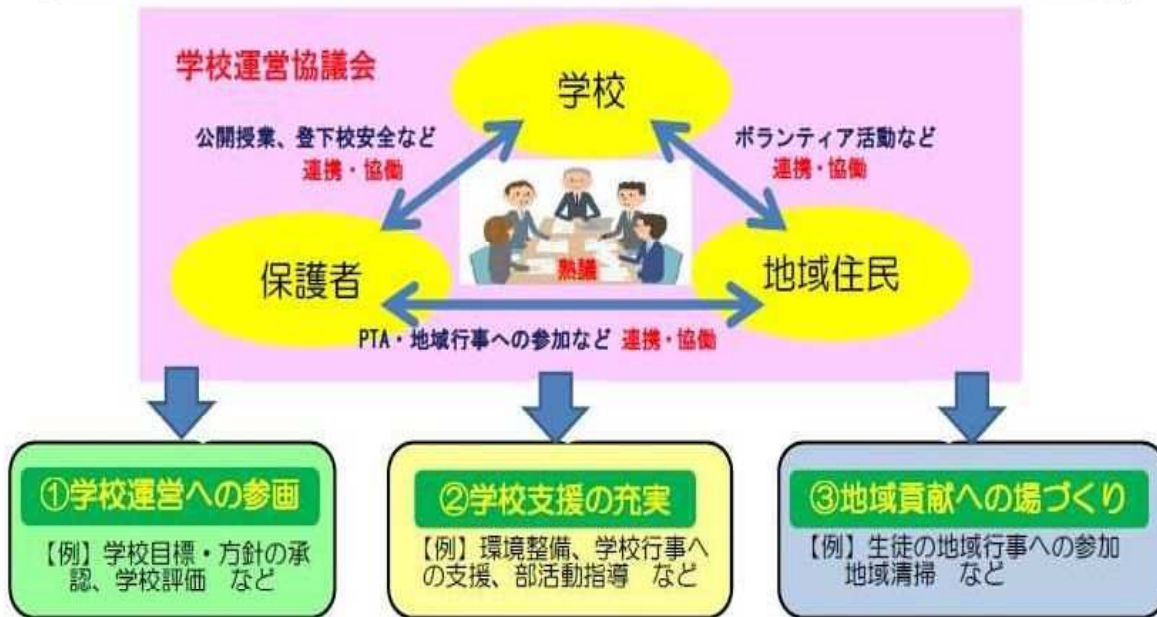 学校運営協議会
学校
公開授業、登下校安全など
連携・協働
ボランティア活動など
連携・協働
熟議
保護者
地域住民
PTA・地域行事への参加など 連携・協働
①学校運営への参画
【例】学校目標・方針の承
認、学校評価 など
②学校支援の充実
【例】環境整備、学校行事へ
の支援、部活動指導 など
③地域貢献への場づくり
【例】生徒の地域行事への参加
地域清掃 など